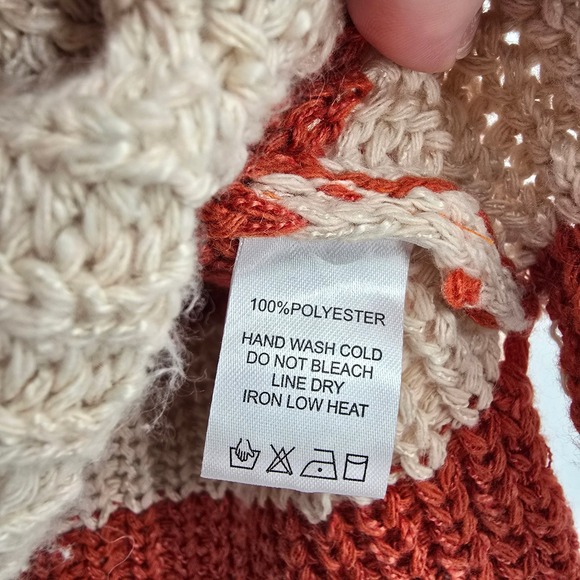 100%POLYESTER
HAND WASH COLD
DO NOT BLEACH
LINE DRY
IRON LOW HEAT